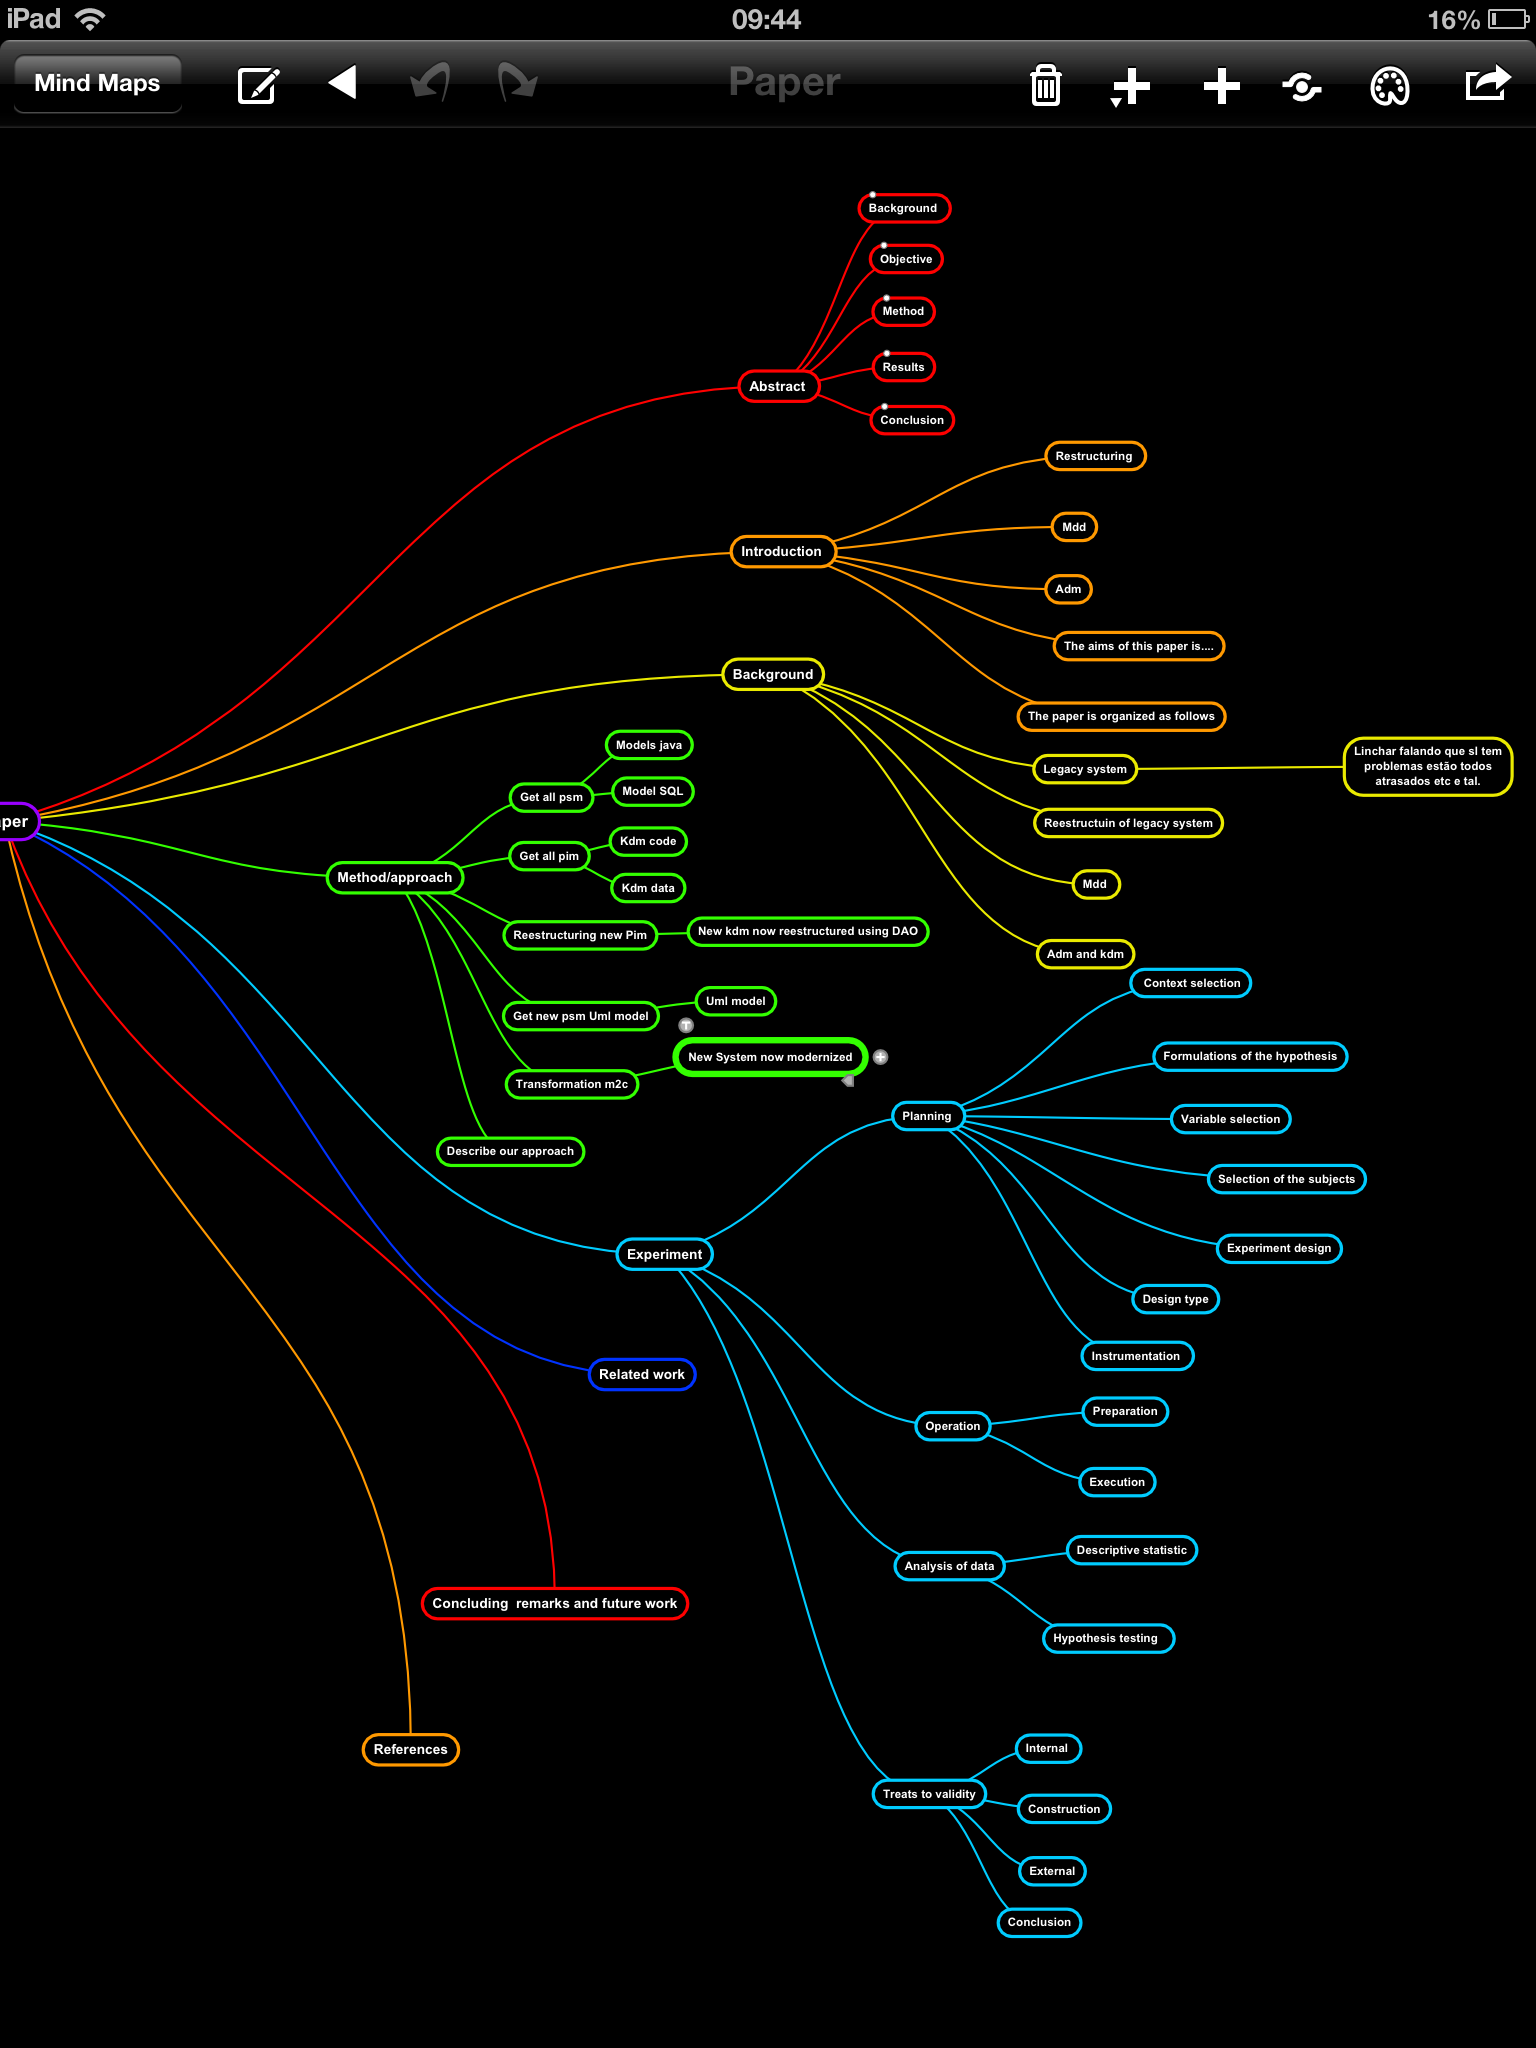 iPad
09:44
16%
Mind Maps
Paper
Background
Objective
Method
Results
Abstract
Conclusion
Restructuring
Mdd
Introduction
Adm
The aims of this paper is....
The paper is organized as follows
Background
Legacy system
Linchar falando que sl tem
problemas estão todos
atrasados etc e tal.
Reestructuin of legacy system
Mdd
Adm and kdm
aper
Method/approach
Models java
Get all psm
Model SQL
Kdm code
Get all pim
Kdm data
Reestructuring new Pim
New kdm now reestructured using DAO
Get new psm Uml model
Uml model
T
New System now modernized
Transformation m2c
Describe our approach
Experiment
Planning
Context selection
Formulations of the hypothesis
Variable selection
Selection of the subjects
Experiment design
Design type
Instrumentation
Operation
Preparation
Execution
Analysis of data
Descriptive statistic
Hypothesis testing
Treats to validity
Internal
Construction
External
Conclusion
Related work
Concluding  remarks and future work
References